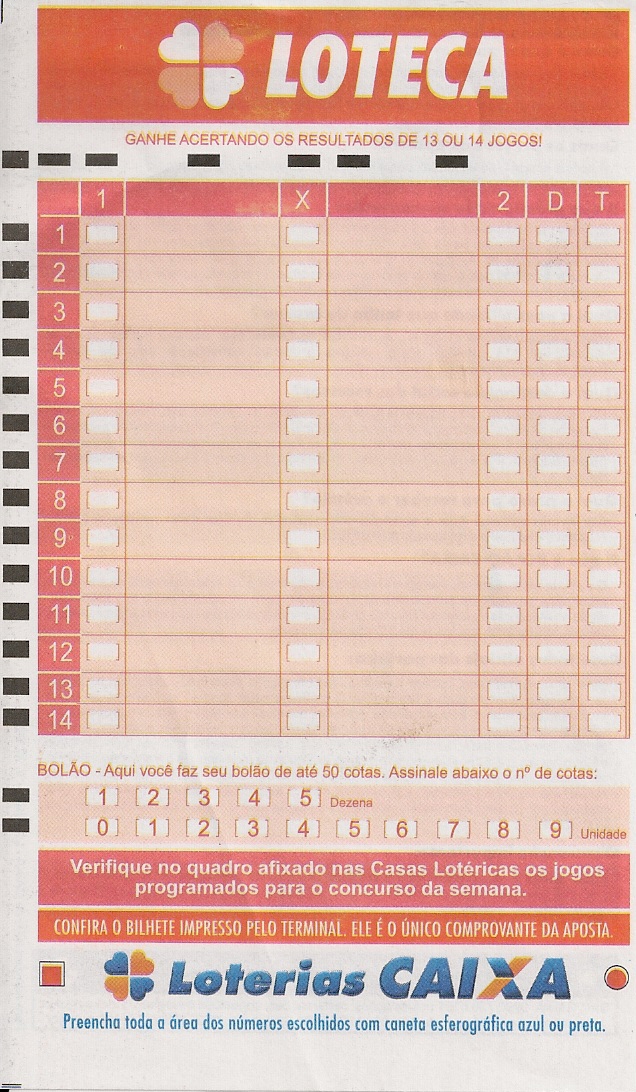 LOTECA
GANHE ACERTANDO OS RESULTADOS DE 13 OU 14 JOGOS!
1 X 2 D T
1
2
3
4
5
6
7
8
9
10
11
12
13
14
BOLÃO - Aqui você faz seu bolão de até 50 cotas. Assinale abaixo o nº de cotas:
[1] [2] [3] [4] [5] Dezena
[0] [1] [2] [3] [4] [5] [6] [7] [8] [9] Unidade
Verifique no quadro afixado nas Casas Lotéricas os jogos
programados para o concurso da semana.
CONFIRA O BILHETE IMPRESSO PELO TERMINAL. ELE É O ÚNICO COMPROVANTE DA APOSTA.
Loterias CAIXA
Preencha toda a área dos números escolhidos com caneta esferográfica azul ou preta.